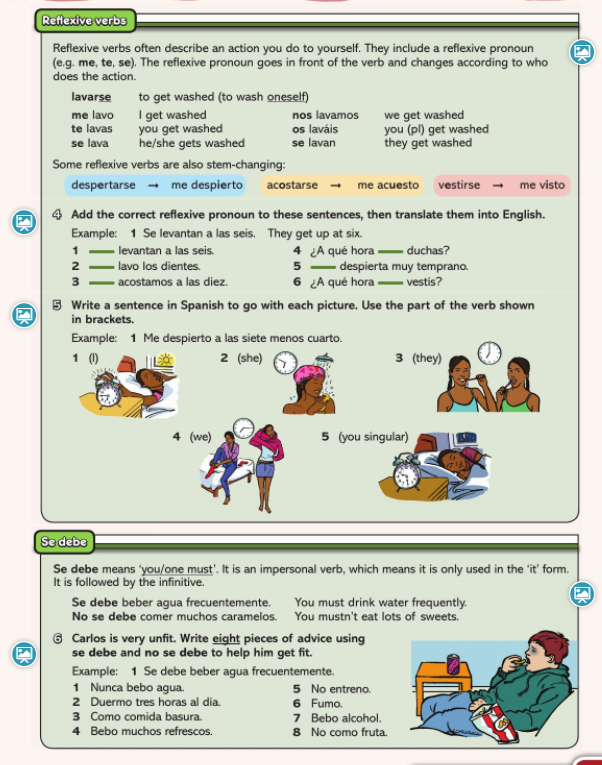 Reflexive verbs
Reflexive verbs often describe an action you do to yourself. They include a reflexive pronoun
(e.g. me, te, se). The reflexive pronoun goes in front of the verb and changes according to who
does the action.
lavarse to get washed (to wash oneself)
me lavo I get washed nos lavamos we get washed
te lavas you get washed os laváis you (pl) get washed
se lava he/she gets washed se lavan they get washed
Some reflexive verbs are also stem-changing:
despertarse → me despierto acostarse → me acuesto vestirse → me visto
4 Add the correct reflexive pronoun to these sentences, then translate them into English.
Example: 1 Se levantan a las seis. They get up at six.
1 levantan a las seis. 4 ¿A qué hora duchas?
2 lavo los dientes. 5 despierta muy temprano.
3 acostamos a las diez. 6 ¿A qué hora vestís?
5 Write a sentence in Spanish to go with each picture. Use the part of the verb shown
in brackets.
Example: 1 Me despierto a las siete menos cuarto.
1 (I) 2 (she) 3 (they)
4 (we) 5 (you singular)
Se debe
Se debe means 'you/one must'. It is an impersonal verb, which means it is only used in the 'it' form.
It is followed by the infinitive.
Se debe beber agua frecuentemente. You must drink water frequently.
No se debe comer muchos caramelos. You mustn't eat lots of sweets.
6 Carlos is very unfit. Write eight pieces of advice using
se debe and no se debe to help him get fit.
Example: 1 Se debe beber agua frecuentemente.
1 Nunca bebo agua. 5 No entreno.
2 Duermo tres horas al día. 6 Fumo.
3 Como comida basura. 7 Bebo alcohol.
4 Bebo muchos refrescos. 8 No como fruta.